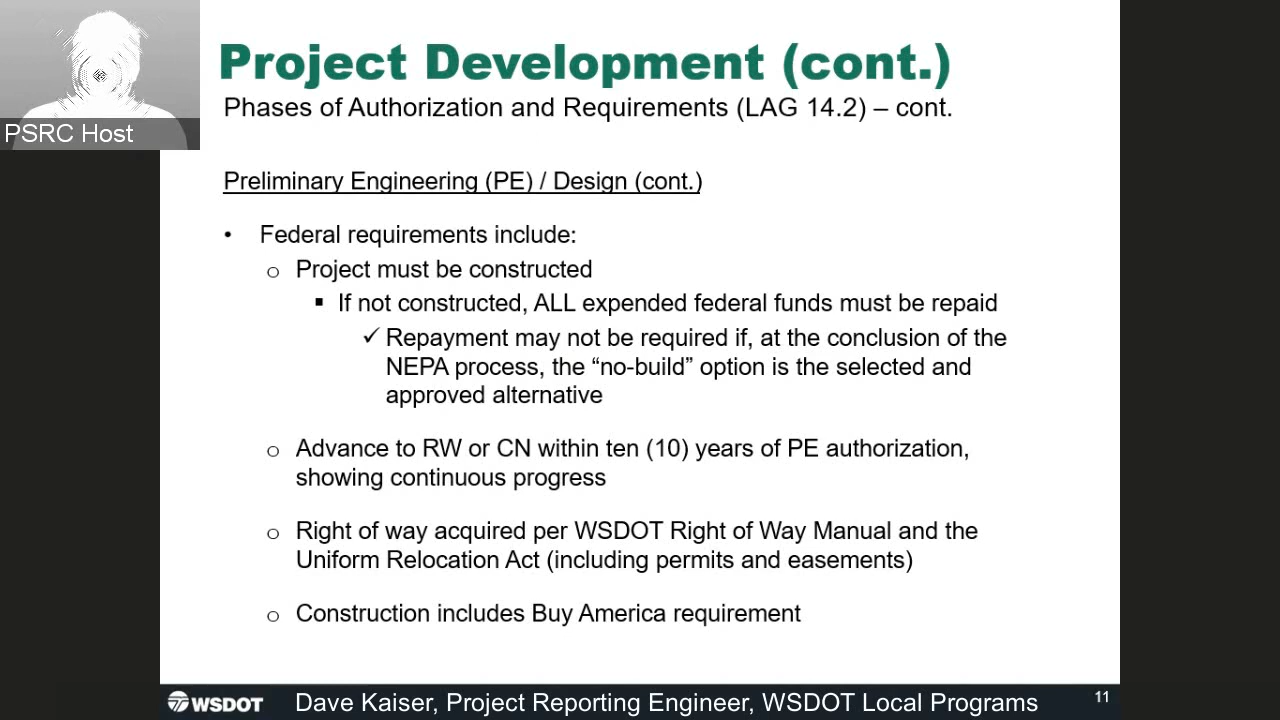 Project Development (cont.)
Phases of Authorization and Requirements (LAG 14.2) – cont.
PSRC Host
Preliminary Engineering (PE) / Design (cont.)
• Federal requirements include:
o Project must be constructed
▪ If not constructed, ALL expended federal funds must be repaid
✓ Repayment may not be required if, at the conclusion of the
NEPA process, the “no-build” option is the selected and
approved alternative
o Advance to RW or CN within ten (10) years of PE authorization,
showing continuous progress
o Right of way acquired per WSDOT Right of Way Manual and the
Uniform Relocation Act (including permits and easements)
o Construction includes Buy America requirement
WSDOT Dave Kaiser, Project Reporting Engineer, WSDOT Local Programs 11